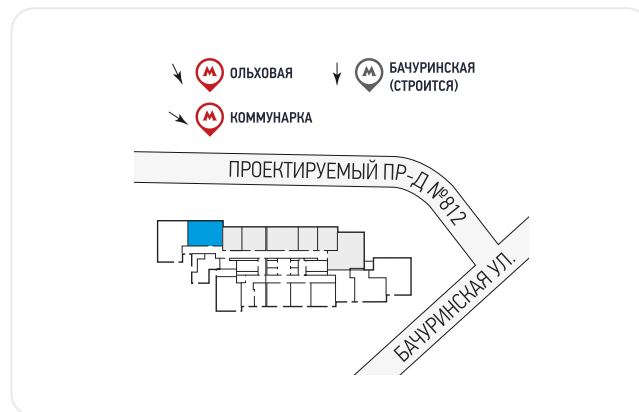 ОЛЬХОВАЯ
БАЧУРИНСКАЯ
(СТРОИТСЯ)
КОММУНАРКА
ПРОЕКТИРУЕМЫЙ ПР-Д №812
БАЧУРИНСКАЯ УЛ.